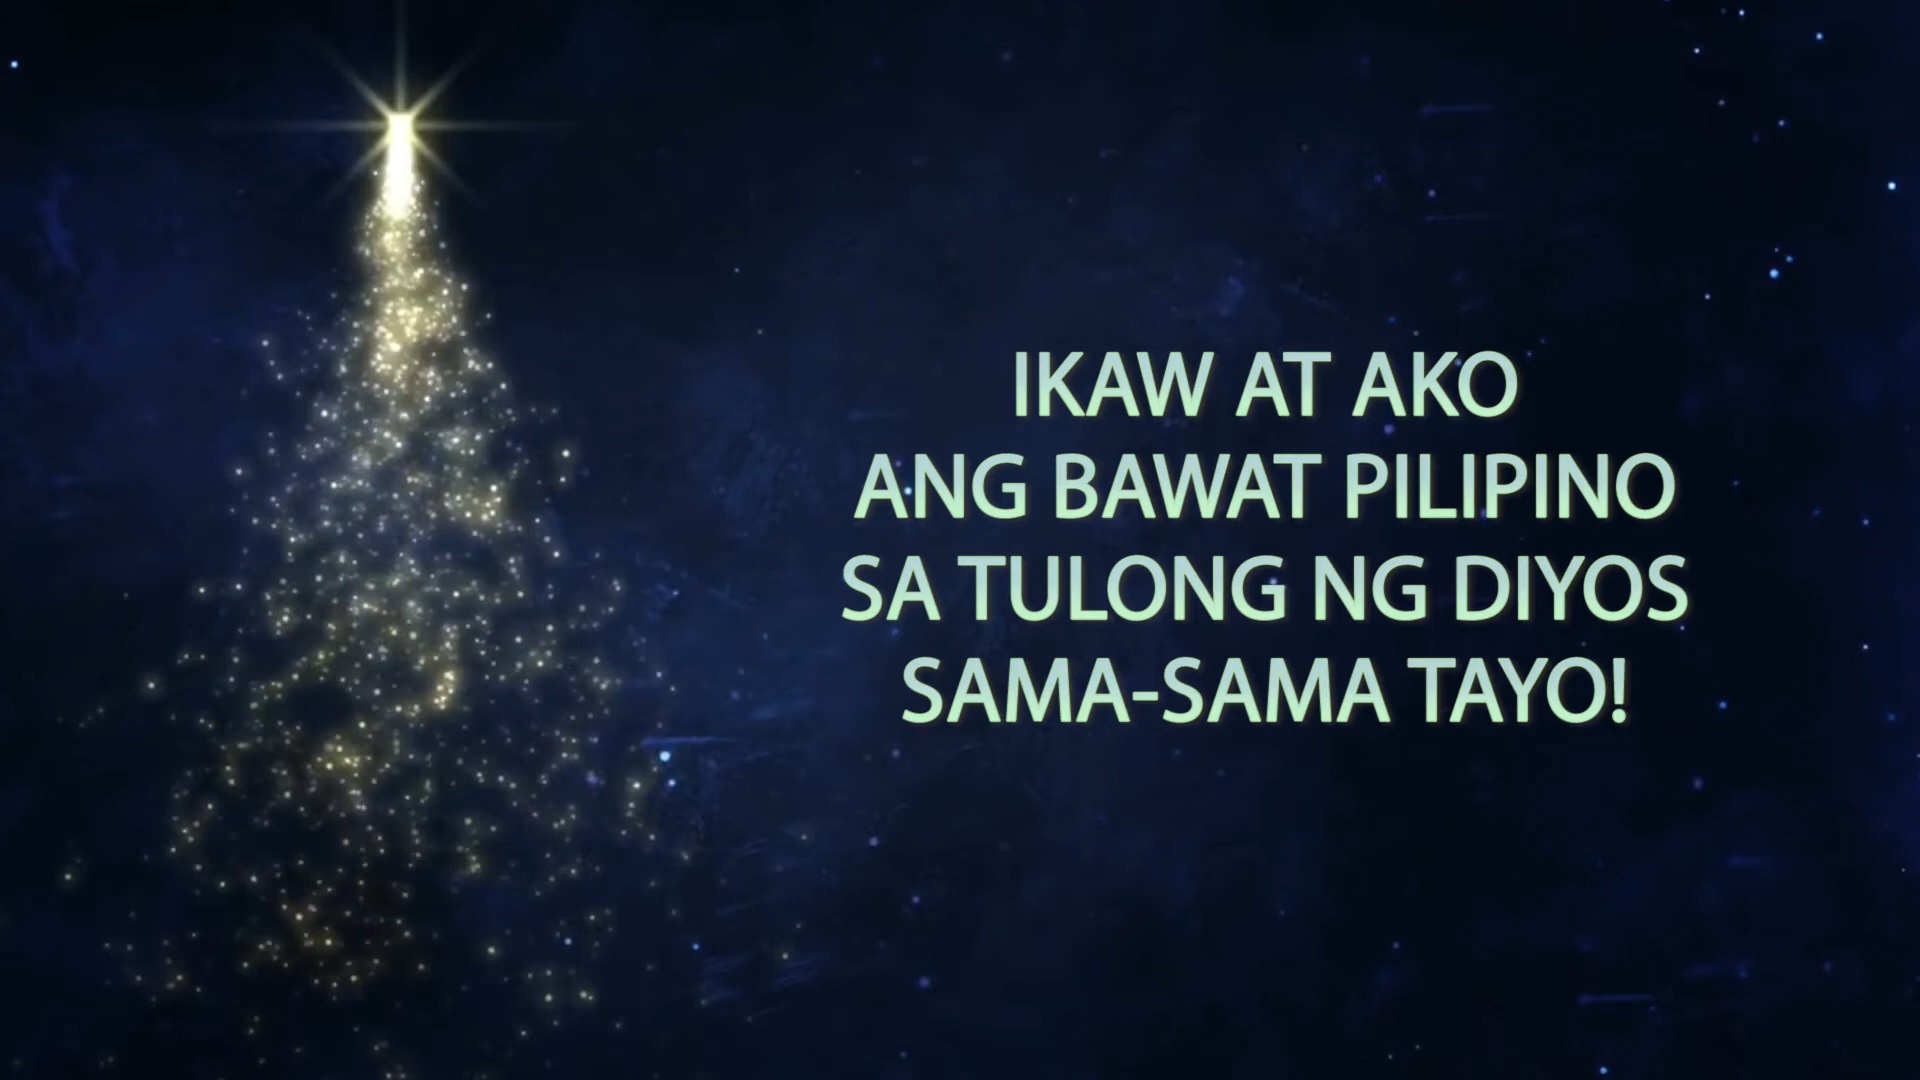 IKAW AT AKO
ANG BAWAT PILIPINO
SA TULONG NG DIYOS
SAMA-SAMA TAYO!